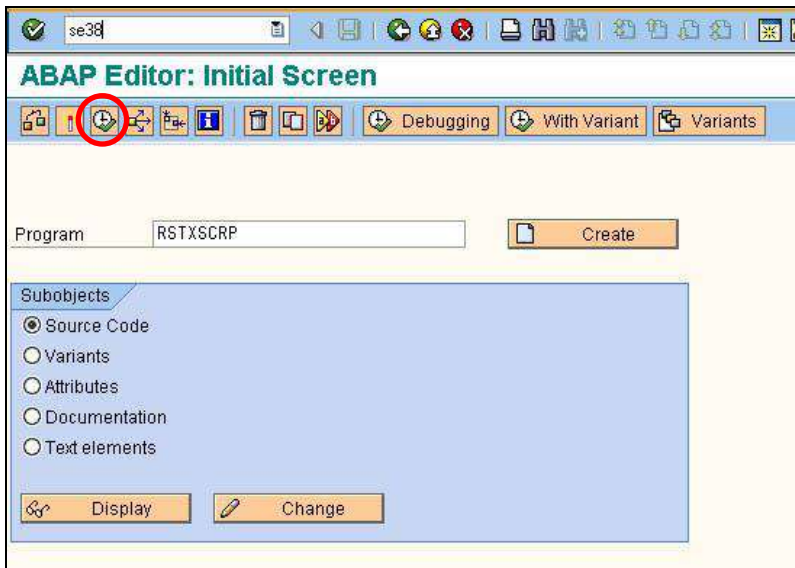 se38
ABAP Editor: Initial Screen
Debugging With Variant Variants
Program RSTXSCRP Create
Subobjects
Source Code
Variants
Attributes
Documentation
Text elements
Display Change